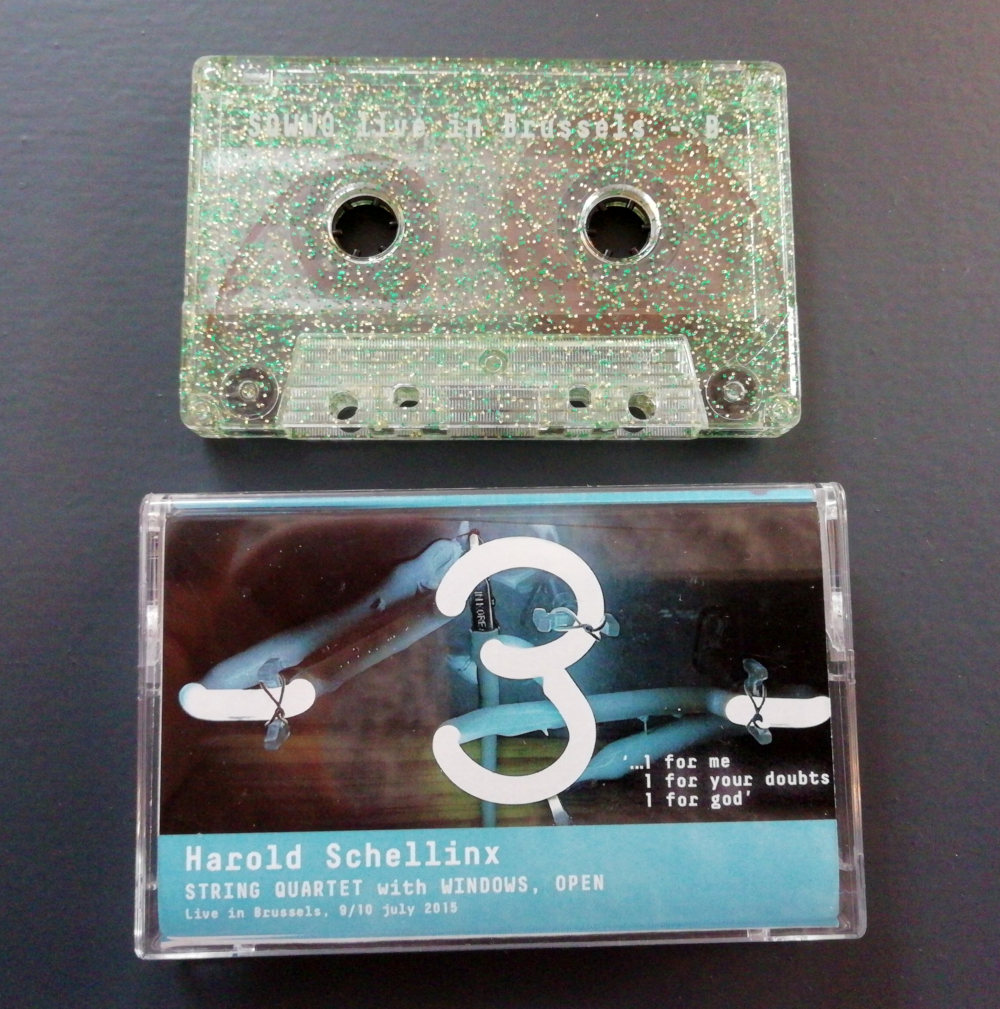 SQWWO live in Brussels - B
3
'…1 for me
1 for your doubts
1 for god'
Harold Schellinx
STRING QUARTET with WINDOWS, OPEN
Live in Brussels, 9/10 july 2015